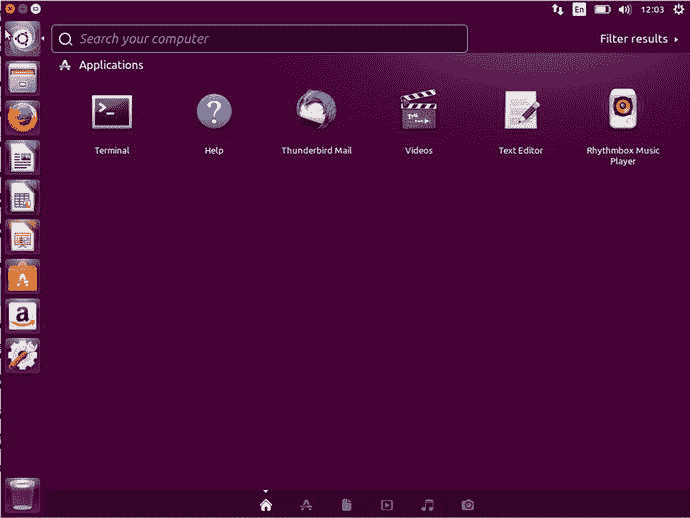 En
12:03
Search your computer
Filter results
Applications
Terminal
Help
Thunderbird Mail
Videos
Text Editor
Rhythmbox Music
Player